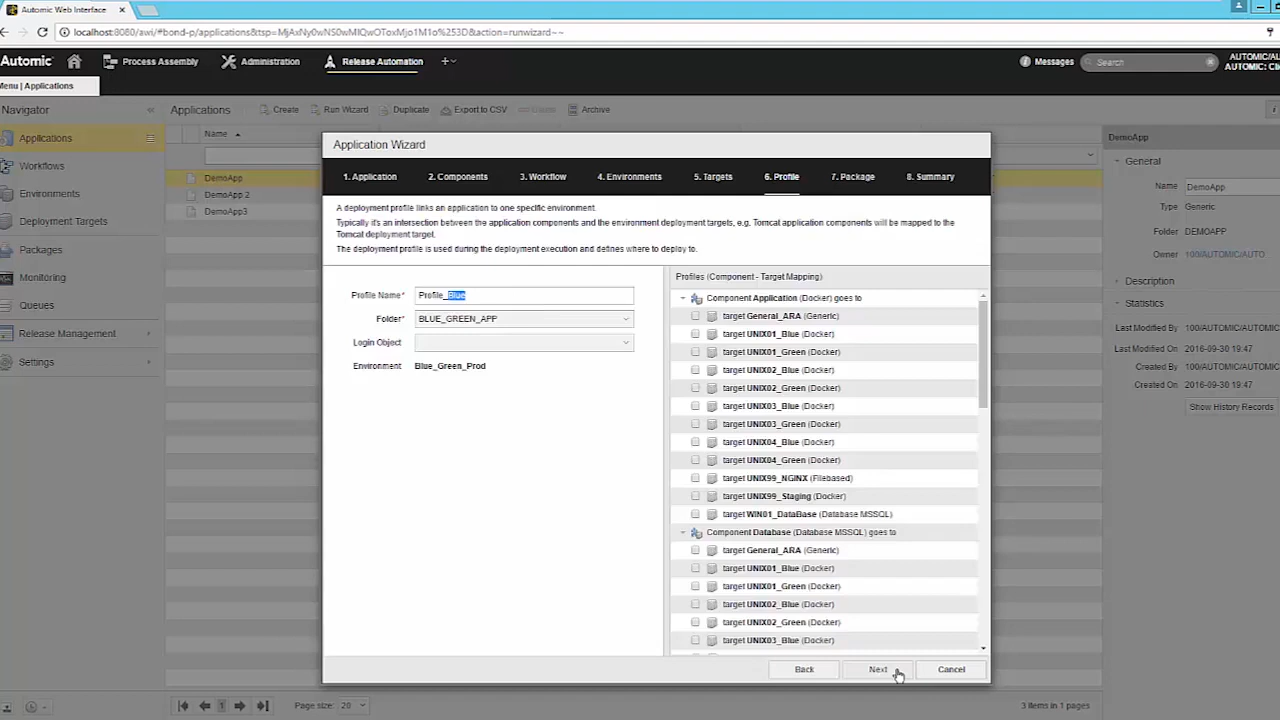 Automic Web Interface
localhost:8080/awi/#bond-p/applications&tsp=MjAxNy0wNS0wMlQwOToxMjo1M1o%253D&action=runwizard~~
Automic Process Assembly Administration Release Automation Messages Search
Menu | Applications
Navigator
Applications
Workflows
Environments
Deployment Targets
Packages
Monitoring
Queues
Release Management
Settings
Applications Create Run Wizard Duplicate Export to CSV Archive
Name
DemoApp
DemoApp 2
DemoApp3
Application Wizard
1. Application 2. Components 3. Workflow 4. Environments 5. Targets 6. Profile 7. Package 8. Summary
A deployment profile links an application to one specific environment.
Typically it's an intersection between the application components and the environment deployment targets, e.g. Tomcat application components will be mapped to the
Tomcat deployment target.
The deployment profile is used during the deployment execution and defines where to deploy to.
Profile Name* Profile_Blue
Folder* BLUE_GREEN_APP
Login Object
Environment Blue_Green_Prod
Profiles (Component - Target Mapping)
Component Application (Docker) goes to
target General_ARA (Generic)
target UNIX01_Blue (Docker)
target UNIX01_Green (Docker)
target UNIX02_Blue (Docker)
target UNIX02_Green (Docker)
target UNIX03_Blue (Docker)
target UNIX03_Green (Docker)
target UNIX04_Blue (Docker)
target UNIX04_Green (Docker)
target UNIX99_NGINX (Filebased)
target UNIX99_Staging (Docker)
target WIN01_DataBase (Database MSSQL)
Component Database (Database MSSQL) goes to
target General_ARA (Generic)
target UNIX01_Blue (Docker)
target UNIX01_Green (Docker)
target UNIX02_Blue (Docker)
target UNIX02_Green (Docker)
target UNIX03_Blue (Docker)
Back Next Cancel
DemoApp
General
Name DemoApp
Type Generic
Folder DEMOAPP
Owner 100/AUTOMIC/AUTO
Description
Statistics
Last Modified By 100/AUTOMIC/AUTOMIC
Last Modified On 2016-09-30 19:47
Created By 100/AUTOMIC/AUTOMIC
Created On 2016-09-30 19:47
Show History Records
1 Page size: 20 3 items in 1 pages